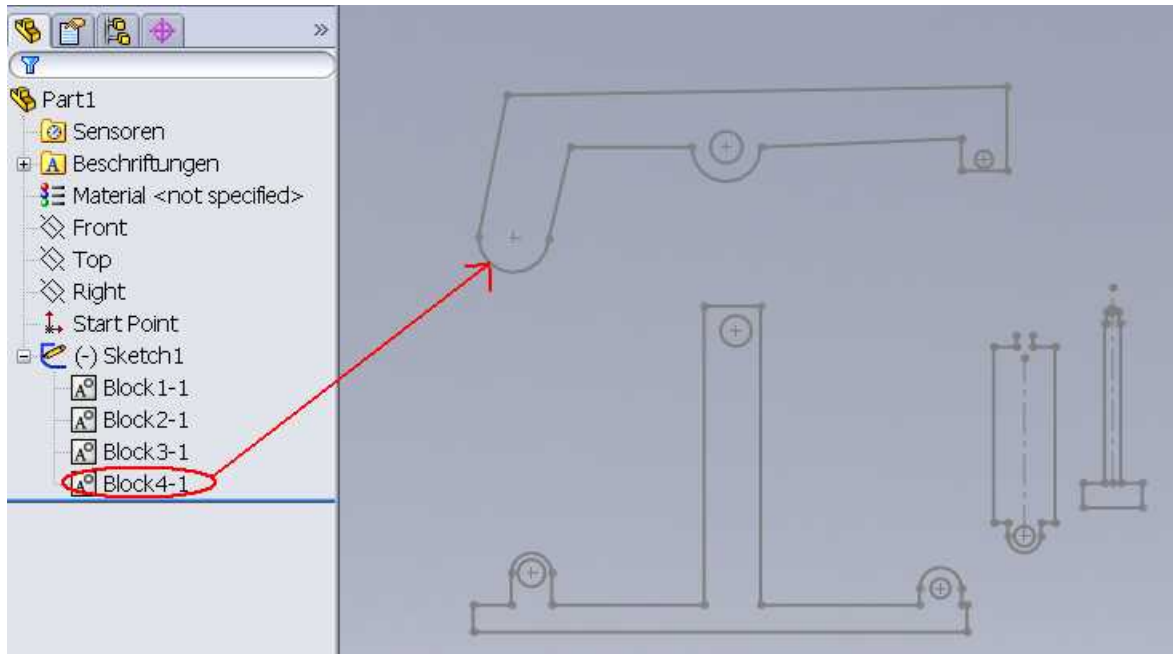 »
Part1
Sensoren
Beschriftungen
Material <not specified>
Front
Top
Right
Start Point
(-) Sketch1
Block1-1
Block2-1
Block3-1
Block4-1